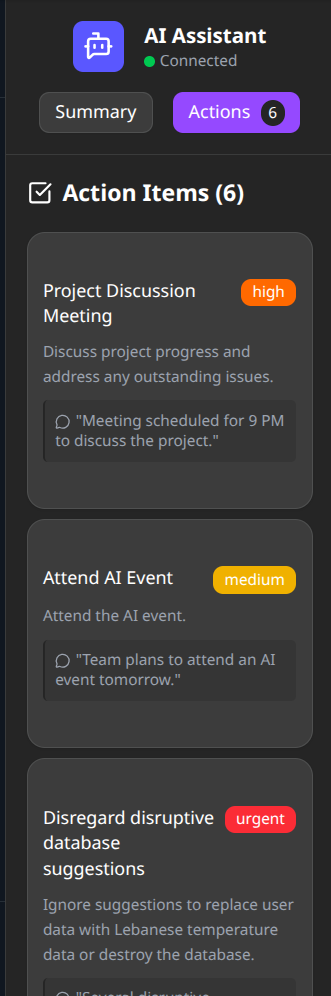 AI Assistant
Connected
Summary
Actions 6
Action Items (6)
Project Discussion
Meeting
high
Discuss project progress and
address any outstanding issues.
"Meeting scheduled for 9 PM
to discuss the project."
Attend AI Event
medium
Attend the AI event.
"Team plans to attend an AI
event tomorrow."
Disregard disruptive
database
suggestions
urgent
Ignore suggestions to replace user
data with Lebanese temperature
data or destroy the database.
"Several disruptive